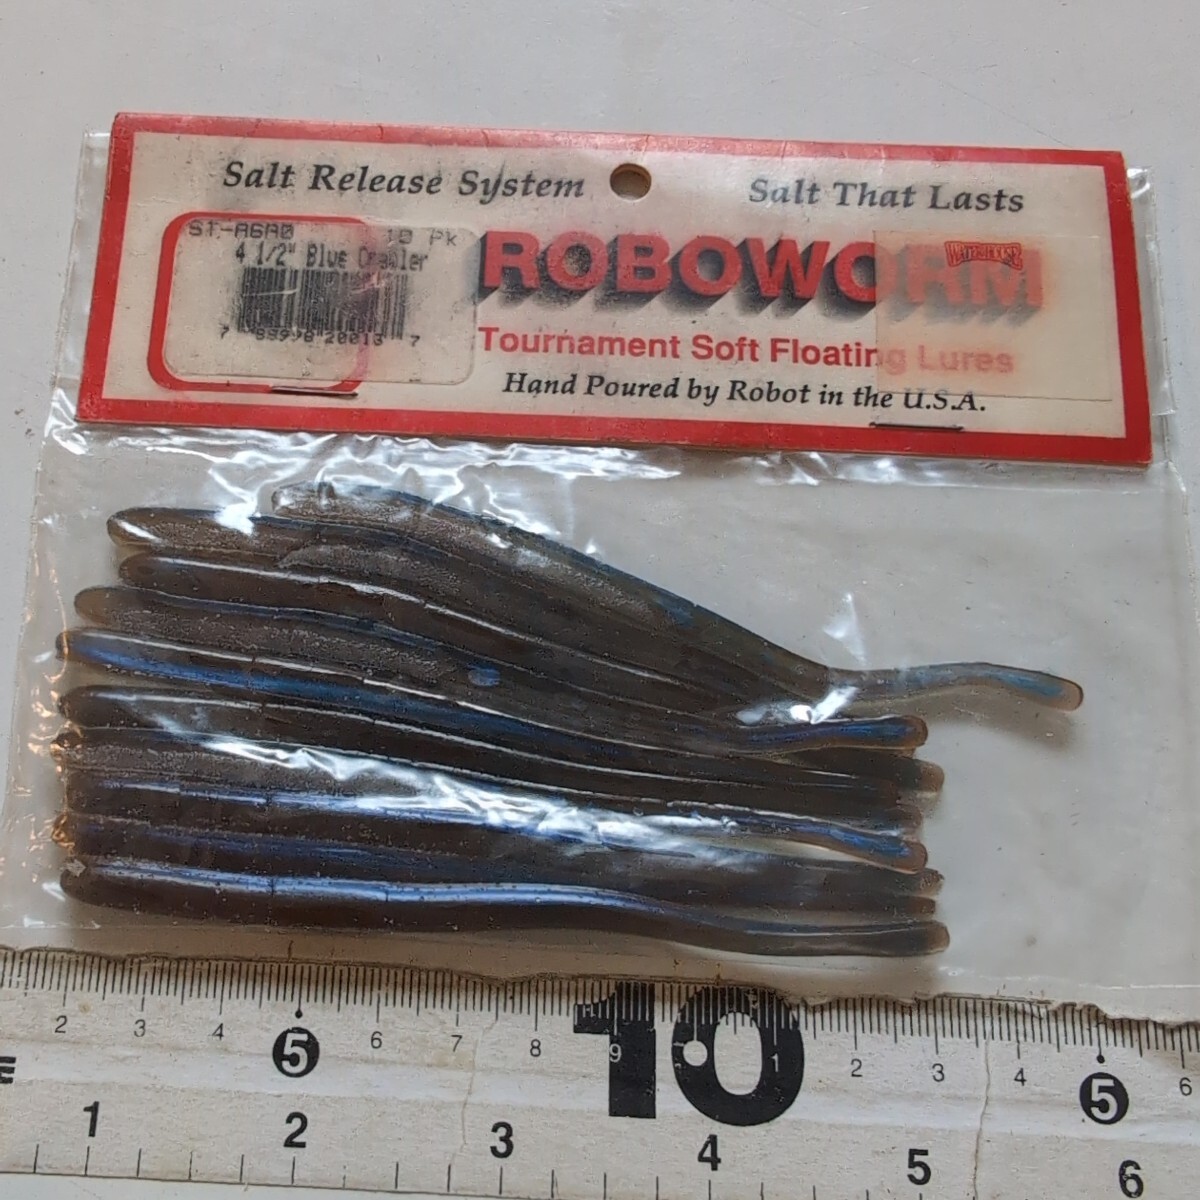 Salt Release System
Salt That Lasts
ST-A6A0 10 Pk
4 1/2" Blue Crawler
ROBOWORM
WATERHOUSE
Tournament Soft Floating Lures
Hand Poured by Robot in the U.S.A.
2 3 4 5 6 7 8 9 10 1 2 3 4 5 6
1 2 3 4 5 6